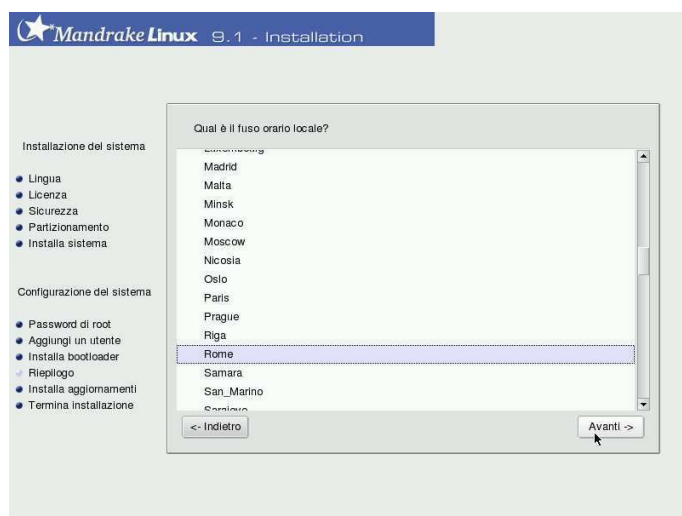 Mandrake Linux 9.1 - Installation
Installazione del sistema
Lingua
Licenza
Sicurezza
Partizionamento
Installa sistema
Configurazione del sistema
Password di root
Aggiungi un utente
Installa bootloader
Riepilogo
Installa aggiornamenti
Termina installazione
Qual è il fuso orario locale?
Luxembourg
Madrid
Malta
Minsk
Monaco
Moscow
Nicosia
Oslo
Paris
Prague
Riga
Rome
Samara
San_Marino
Sarajevo
<- Indietro
Avanti ->